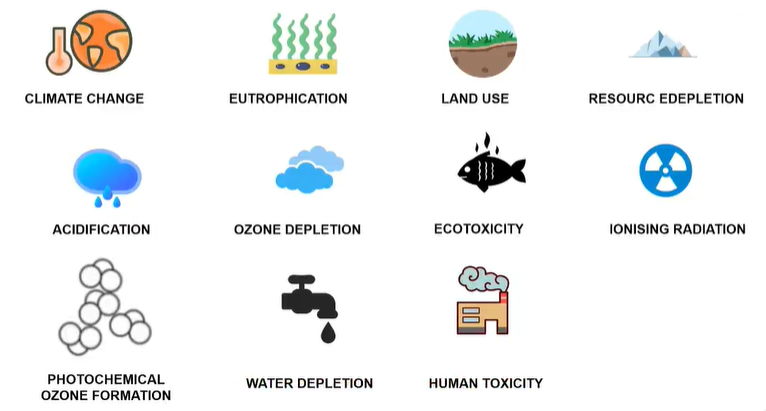 CLIMATE CHANGE
EUTROPHICATION
LAND USE
RESOURC EDEPLETION
ACIDIFICATION
OZONE DEPLETION
ECOTOXICITY
IONISING RADIATION
PHOTOCHEMICAL
OZONE FORMATION
WATER DEPLETION
HUMAN TOXICITY